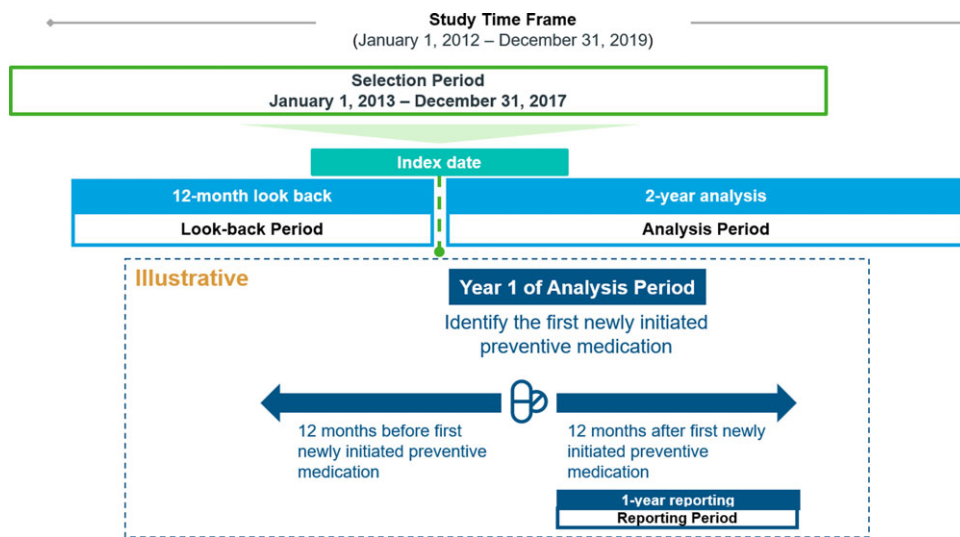 Study Time Frame
(January 1, 2012 – December 31, 2019)
Selection Period
January 1, 2013 – December 31, 2017
Index date
12-month look back
2-year analysis
Look-back Period
Analysis Period
Illustrative
Year 1 of Analysis Period
Identify the first newly initiated
preventive medication
12 months before first
newly initiated preventive
medication
12 months after first newly
initiated preventive
medication
1-year reporting
Reporting Period